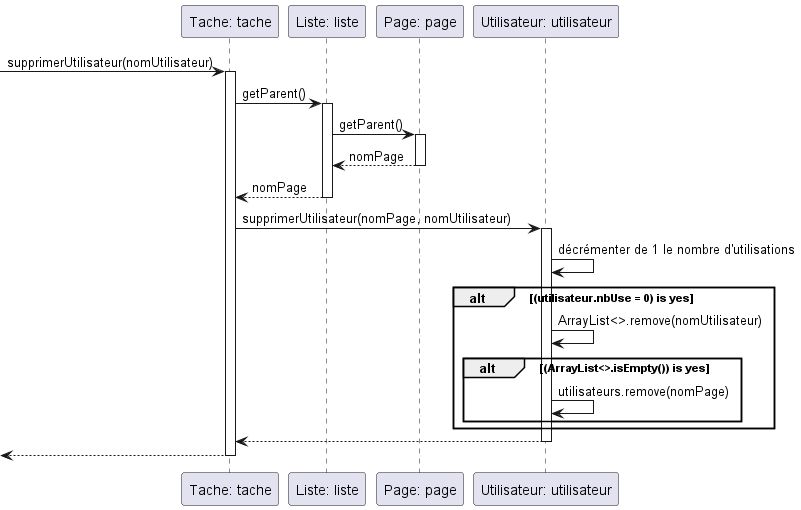 Tache: tache
Liste: liste
Page: page
Utilisateur: utilisateur
supprimerUtilisateur(nomUtilisateur)
getParent()
getParent()
nomPage
nomPage
supprimerUtilisateur(nomPage, nomUtilisateur)
décrémenter de 1 le nombre d'utilisations
alt
[(utilisateur.nbUse = 0) is yes]
ArrayList<>.remove(nomUtilisateur)
alt
[(ArrayList<>.isEmpty()) is yes]
utilisateurs.remove(nomPage)
Tache: tache
Liste: liste
Page: page
Utilisateur: utilisateur